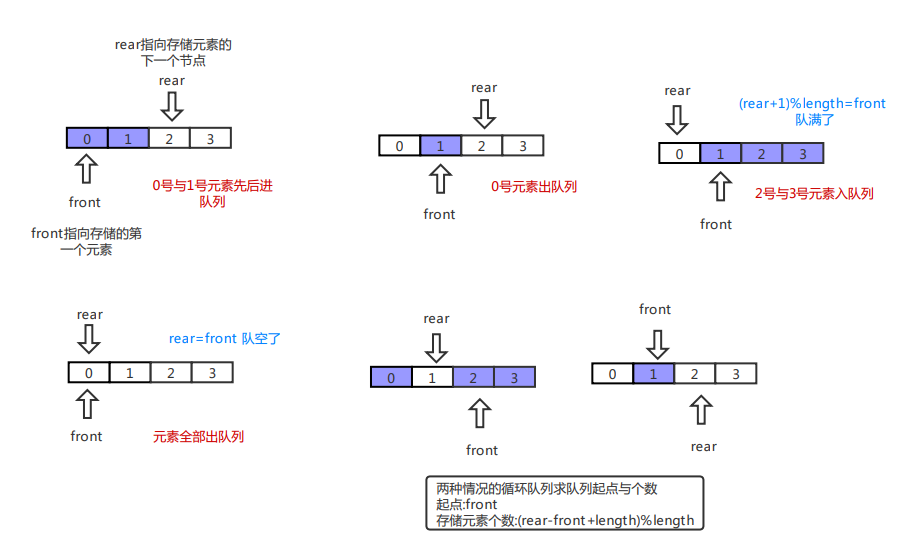 rear指向存储元素的
下一个节点
rear
0 1 2 3
front
0号与1号元素先后进
队列
front指向存储的第
一个元素
rear
0 1 2 3
0号元素出队列
front
rear
(rear+1)%length=front
队满了
0 1 2 3
2号与3号元素入队列
front
rear
rear=front 队空了
0 1 2 3
front
元素全部出队列
rear
0 1 2 3
front
front
0 1 2 3
rear
两种情况的循环队列求队列起点与个数
起点:front
存储元素个数:(rear-front+length)%length